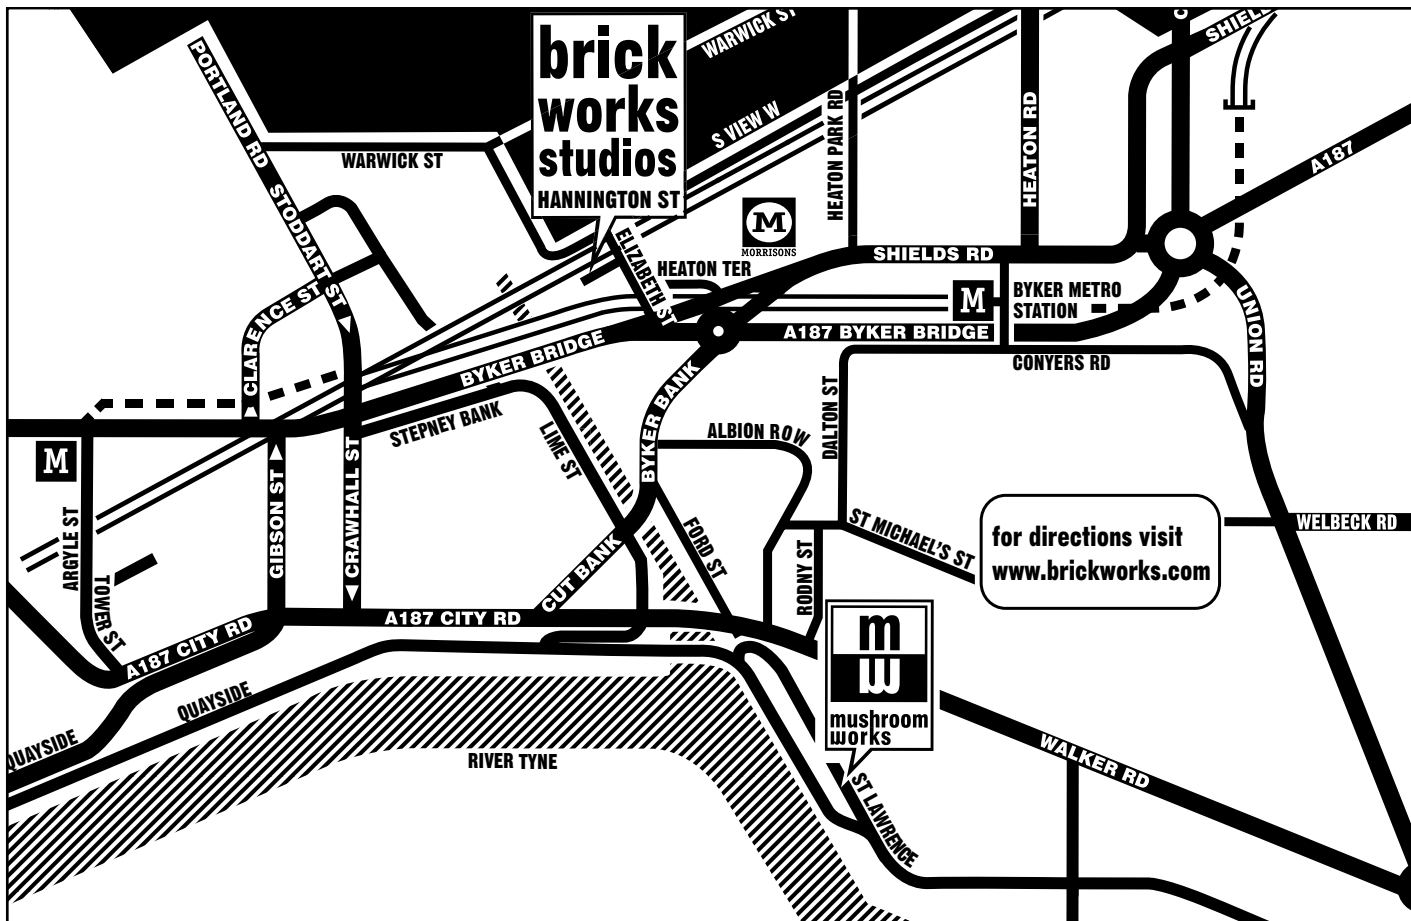 brick
works
studios
HANNINGTON ST
WARWICK ST
S VIEW W
HEATON PARK RD
HEATON RD
A187
PORTLAND RD
WARWICK ST
STODDART ST
CLARENCE ST
ELIZABETH ST
HEATON TER
M
MORRISONS
SHIELDS RD
M
BYKER METRO
STATION
A187 BYKER BRIDGE
BYKER BRIDGE
CONYERS RD
UNION RD
BYKER BANK
STEPNEY BANK
LIME ST
ALBION ROW
DALTON ST
M
ARGYLE ST
GIBSON ST
CRAWHALL ST
TOWER ST
CUT BANK
FORD ST
RODNY ST
ST MICHAEL'S ST
for directions visit
www.brickworks.com
WELBECK RD
A187 CITY RD
A187 CITY RD
QUAYSIDE
QUAYSIDE
RIVER TYNE
m
w
mushroom
works
ST LAWRENCE
WALKER RD